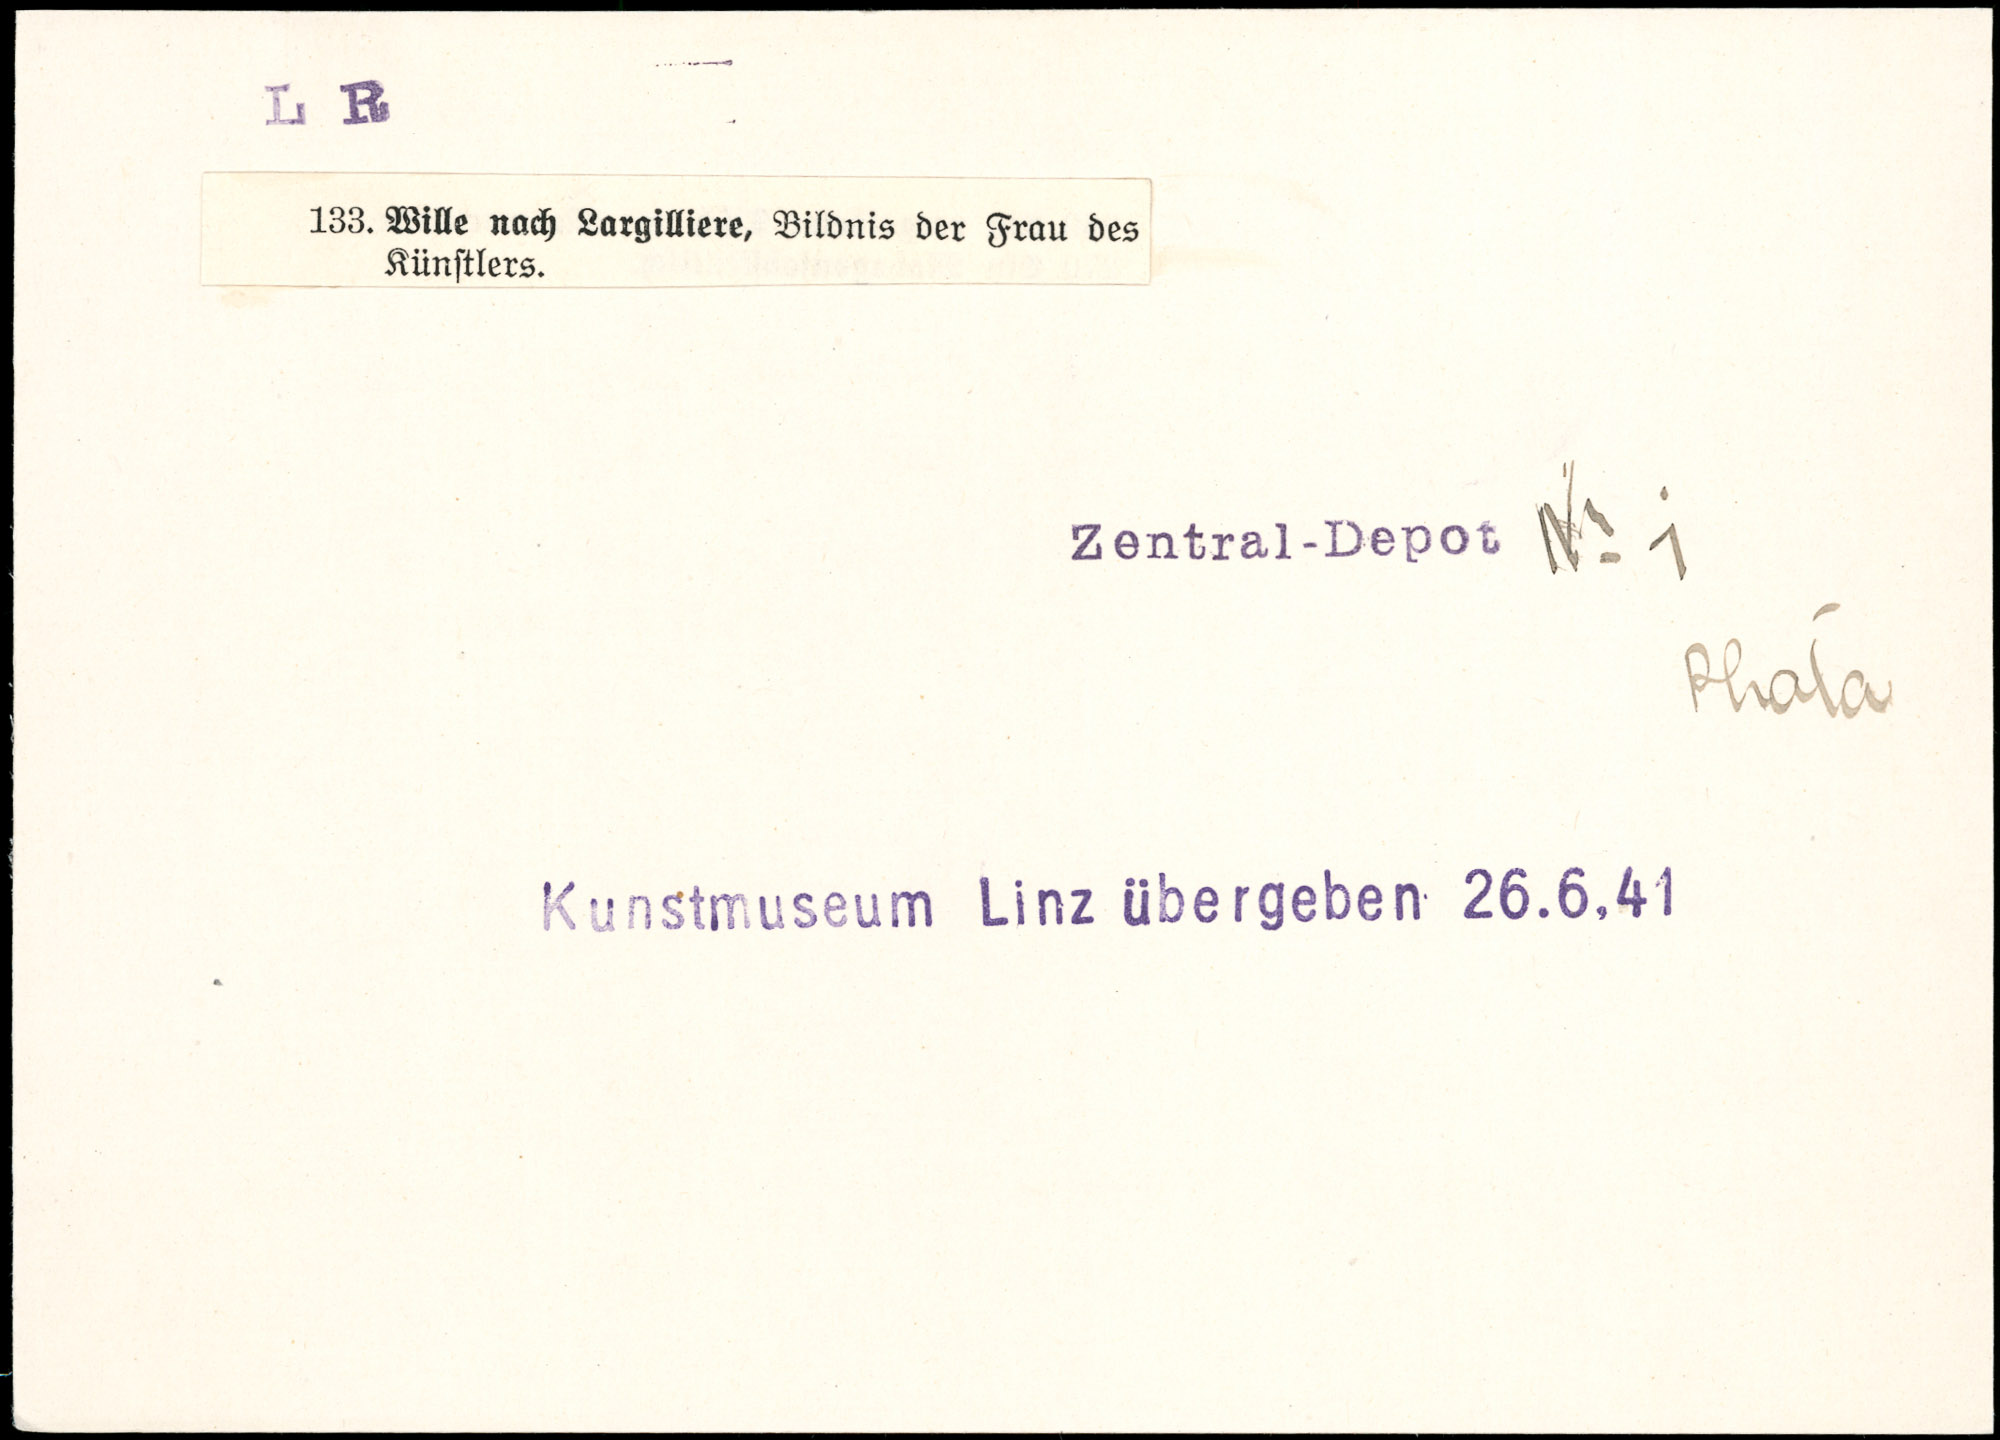 L R
133. Wille nach Largilliere, Bildnis der Frau des
Künstlers.
Zentral-Depot Nr. 1
Photo
Kunstmuseum Linz übergeben 26.6.41